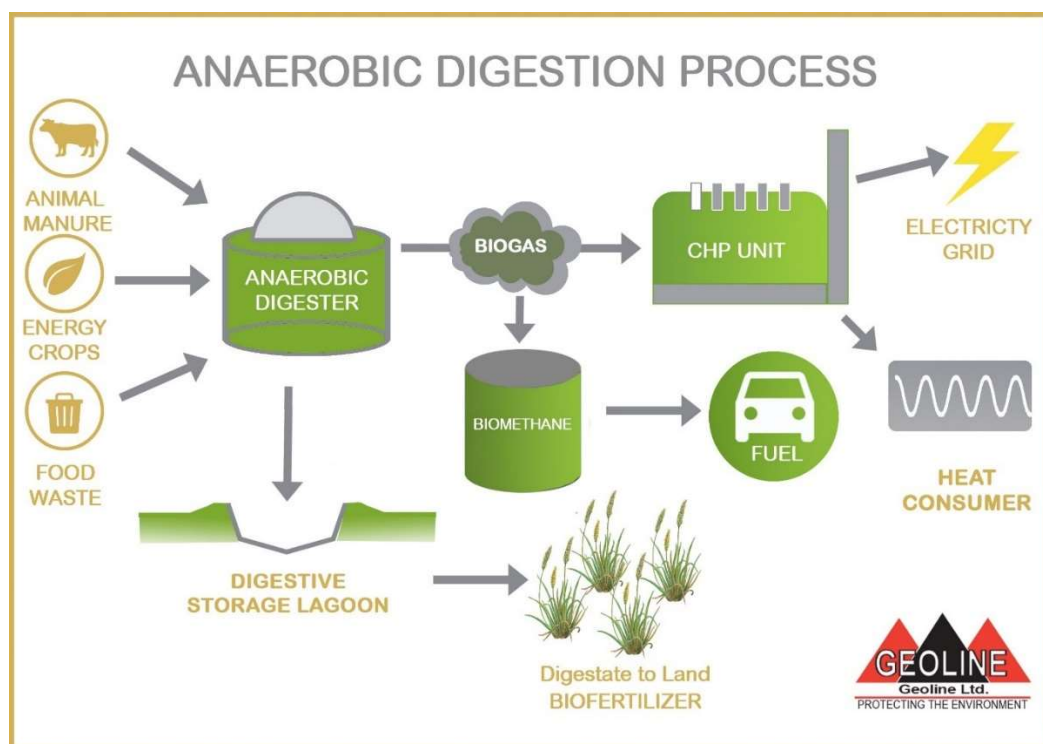 ANAEROBIC DIGESTION PROCESS
ANIMAL
MANURE
ENERGY
CROPS
FOOD
WASTE
ANAEROBIC
DIGESTER
BIOGAS
CHP UNIT
ELECTRICTY
GRID
BIOMETHANE
FUEL
HEAT
CONSUMER
DIGESTIVE
STORAGE LAGOON
Digestate to Land
BIOFERTILIZER
GEOLINE
Geoline Ltd.
PROTECTING THE ENVIRONMENT